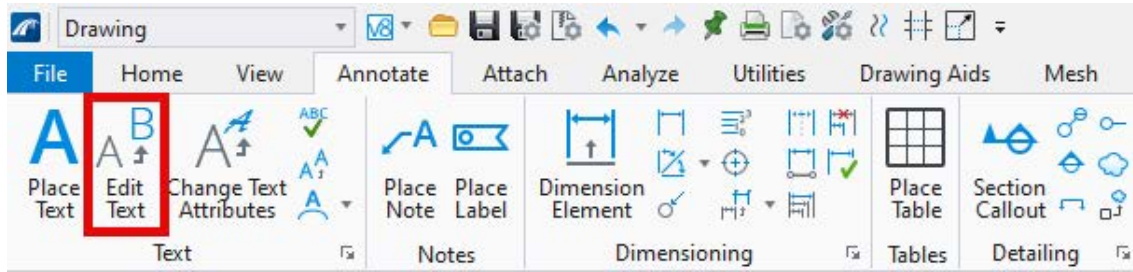 Drawing
File Home View Annotate Attach Analyze Utilities Drawing Aids Mesh
A B A A ABC A A A A
Place Text Edit Text Change Text Attributes Place Note Place Label Dimension Element Place Table Section Callout
Text Notes Dimensioning Tables Detailing